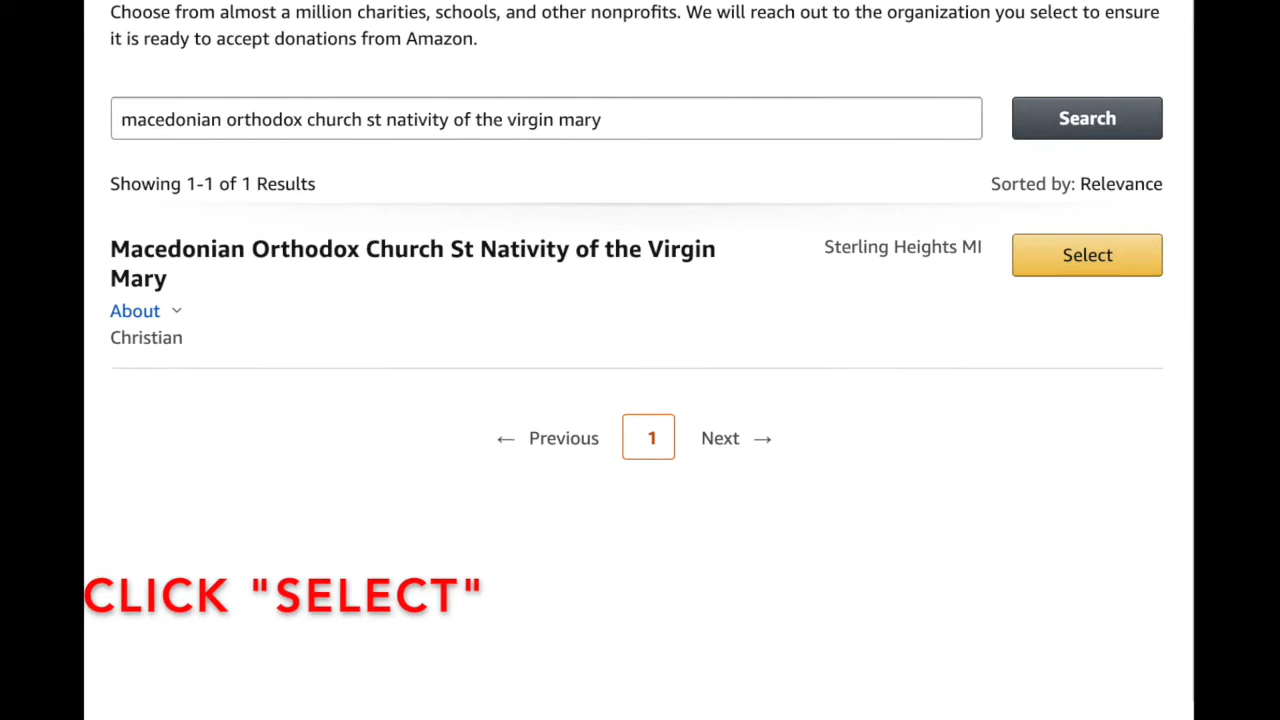 Choose from almost a million charities, schools, and other nonprofits. We will reach out to the organization you select to ensure
it is ready to accept donations from Amazon.
macedonian orthodox church st nativity of the virgin mary
Search
Showing 1-1 of 1 Results
Sorted by: Relevance
Macedonian Orthodox Church St Nativity of the Virgin
Mary
Sterling Heights MI
Select
About
Christian
← Previous
1
Next →
CLICK "SELECT"